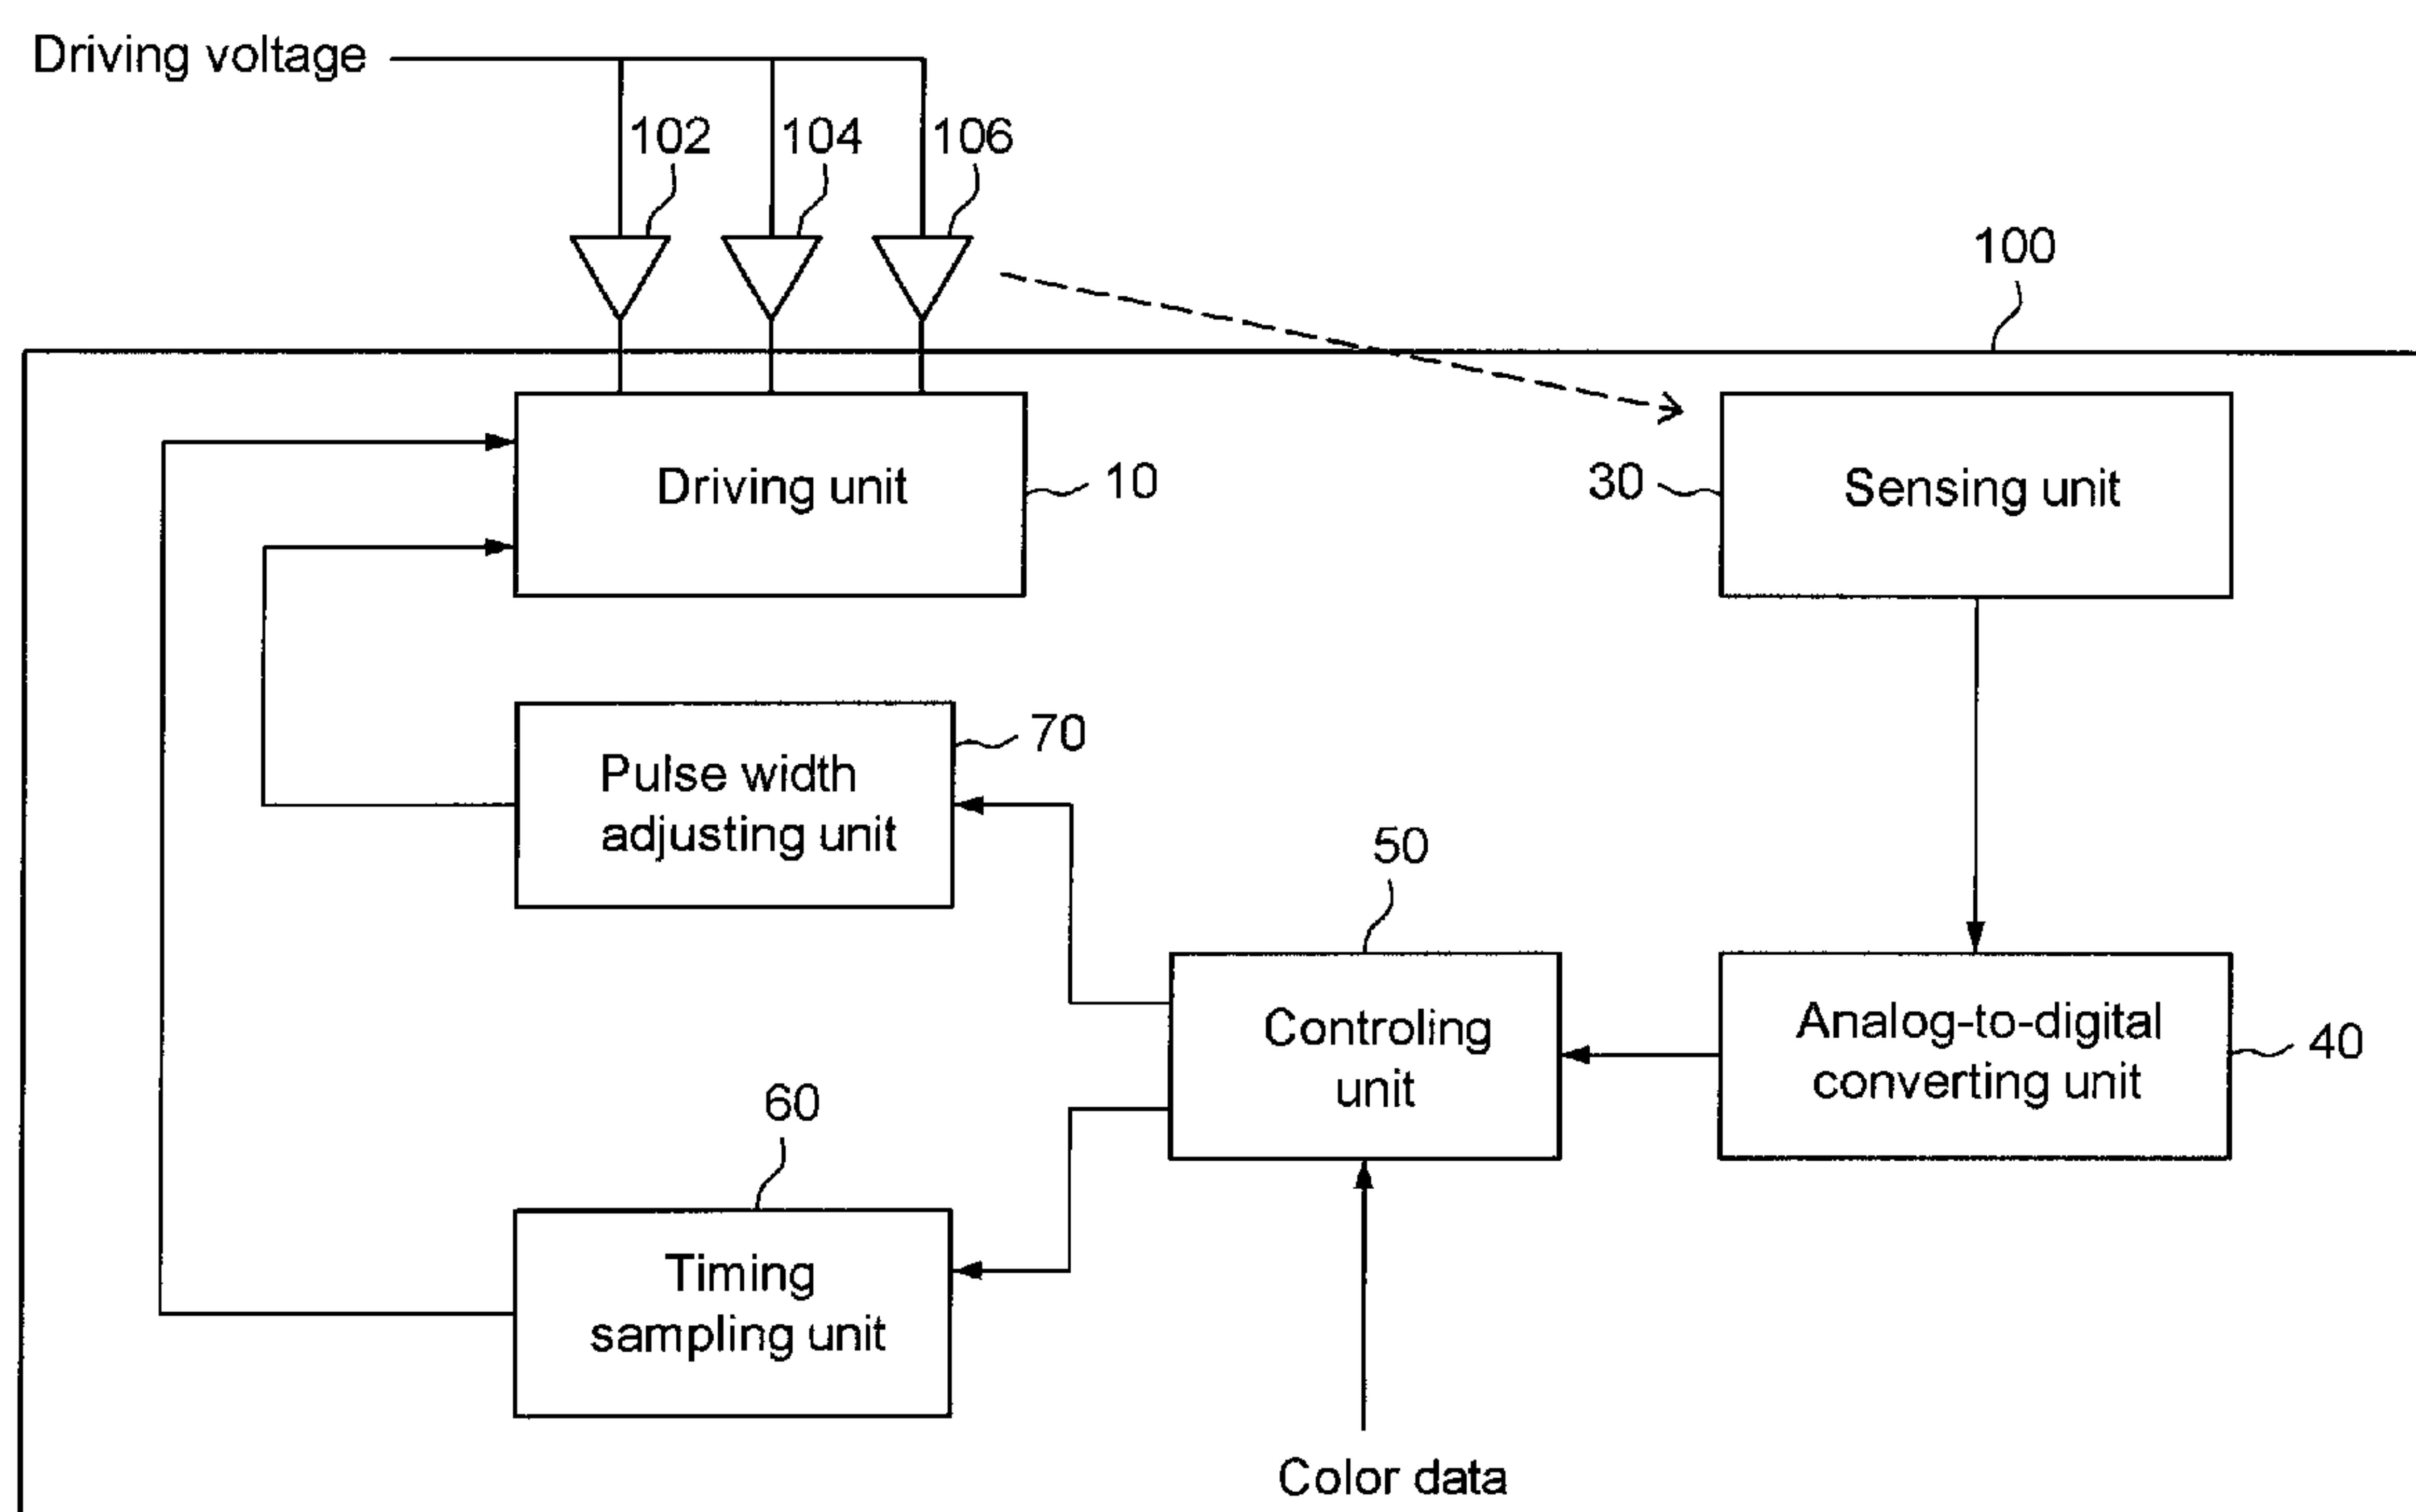 Driving voltage
102
104
106
100
Driving unit
10
30
Sensing unit
70
Pulse width
adjusting unit
50
Controling
unit
Analog-to-digital
converting unit
40
60
Timing
sampling unit
Color data